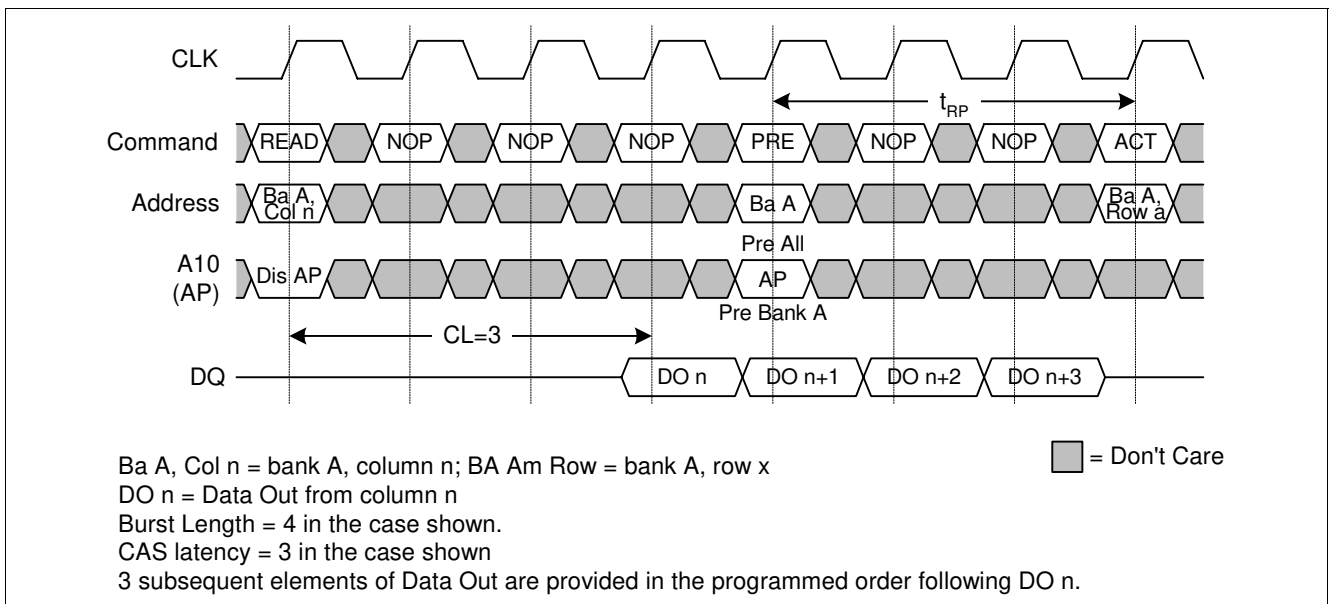 CLK
t_RP
Command READ NOP NOP NOP PRE NOP NOP ACT
Address Ba A, Col n Ba A Ba A, Row a
Pre All
A10 (AP) Dis AP AP
Pre Bank A
CL=3
DQ DO n DO n+1 DO n+2 DO n+3
Ba A, Col n = bank A, column n; BA Am Row = bank A, row x
= Don't Care
DO n = Data Out from column n
Burst Length = 4 in the case shown.
CAS latency = 3 in the case shown
3 subsequent elements of Data Out are provided in the programmed order following DO n.